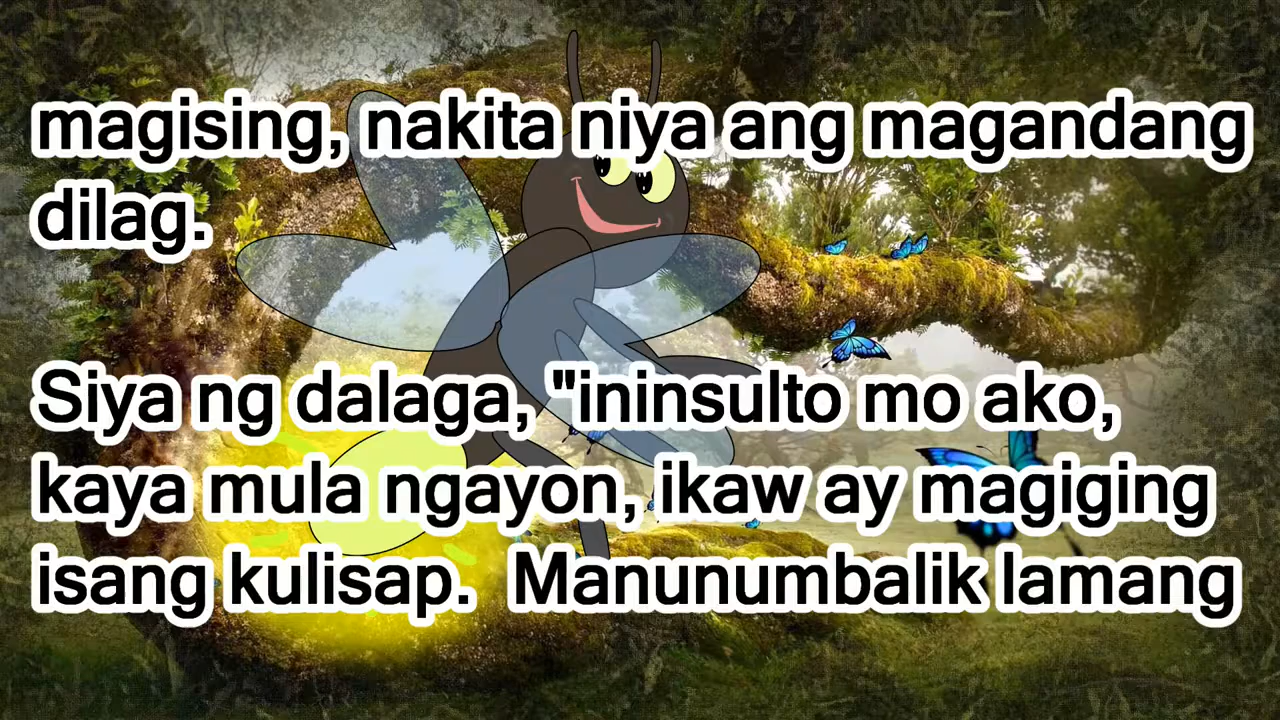 magising, nakita niya ang magandang
dilag.
Siya ng dalaga, "ininsulto mo ako,
kaya mula ngayon, ikaw ay magiging
isang kulisap.  Manunumbalik lamang